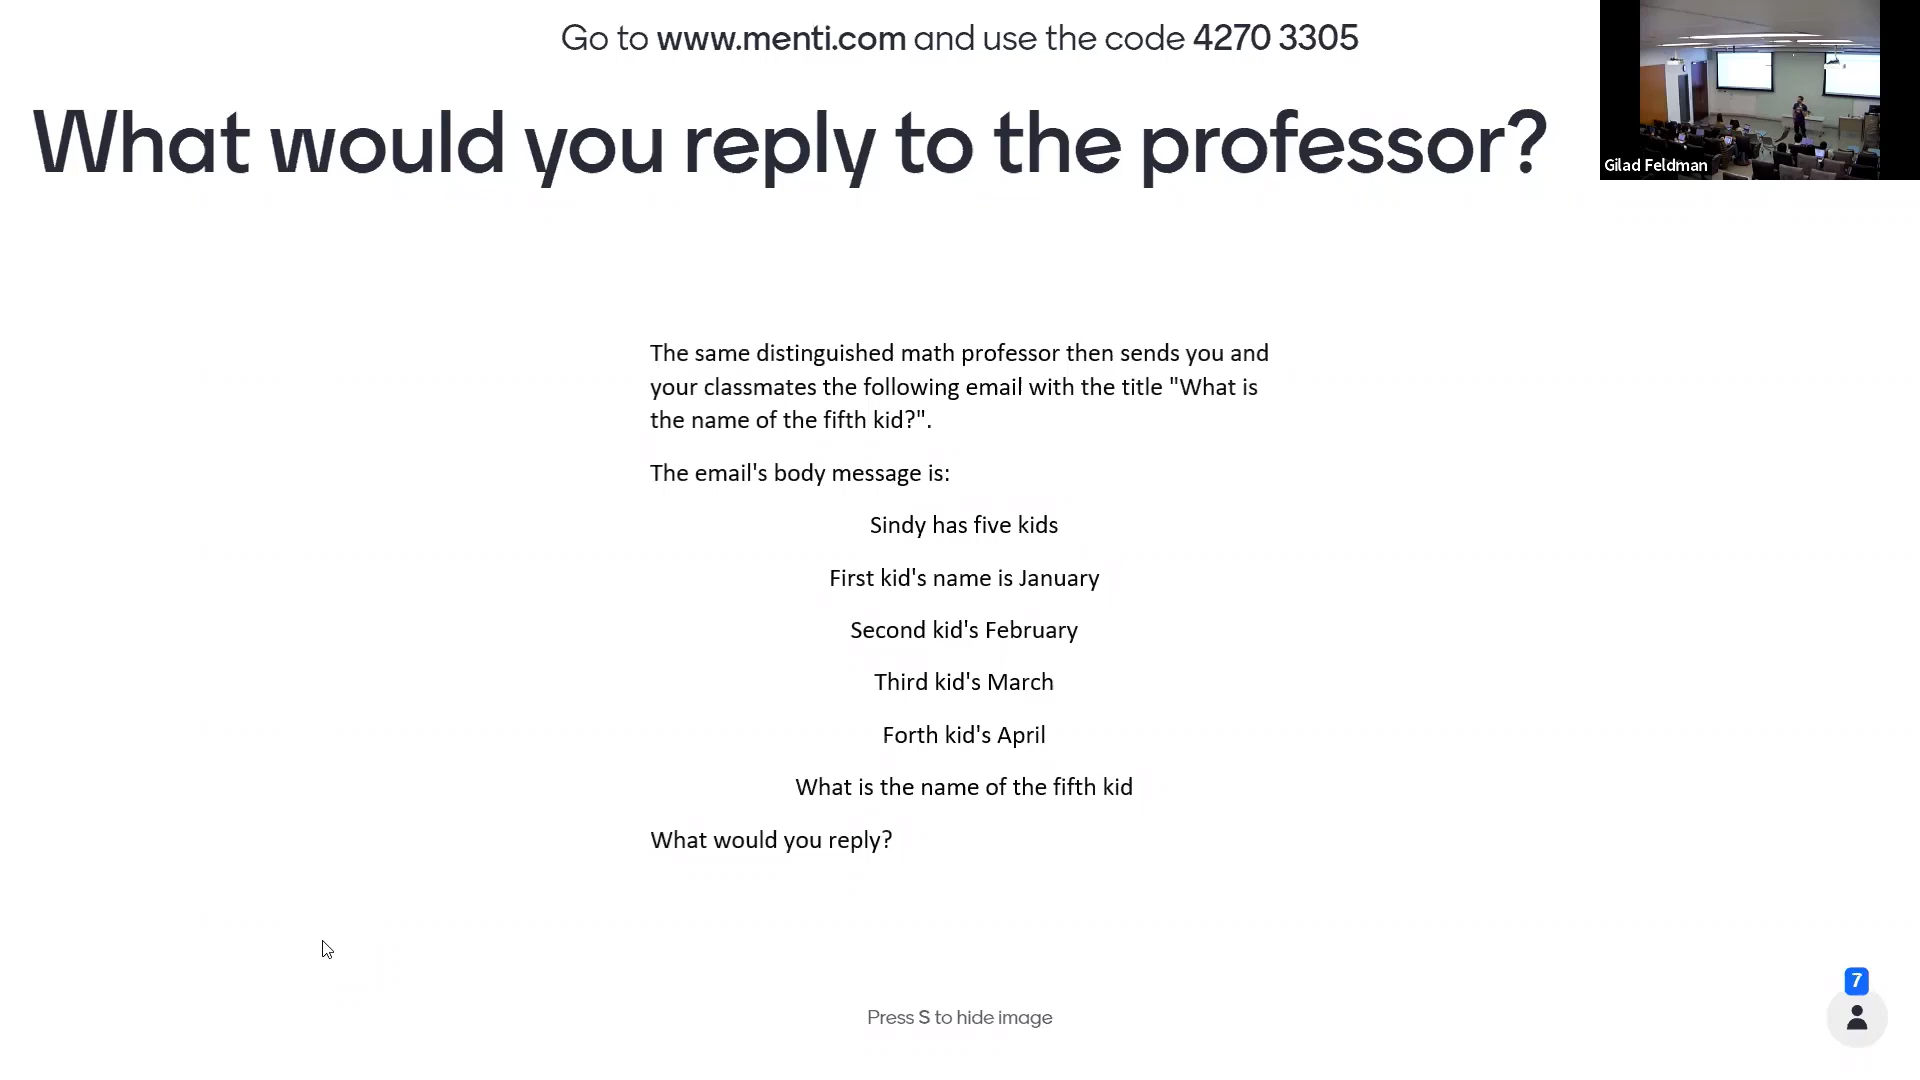 Go to www.menti.com and use the code 4270 3305
What would you reply to the professor?
Gilad Feldman
The same distinguished math professor then sends you and
your classmates the following email with the title "What is
the name of the fifth kid?".
The email's body message is:
Sindy has five kids
First kid's name is January
Second kid's February
Third kid's March
Forth kid's April
What is the name of the fifth kid
What would you reply?
Press S to hide image
7